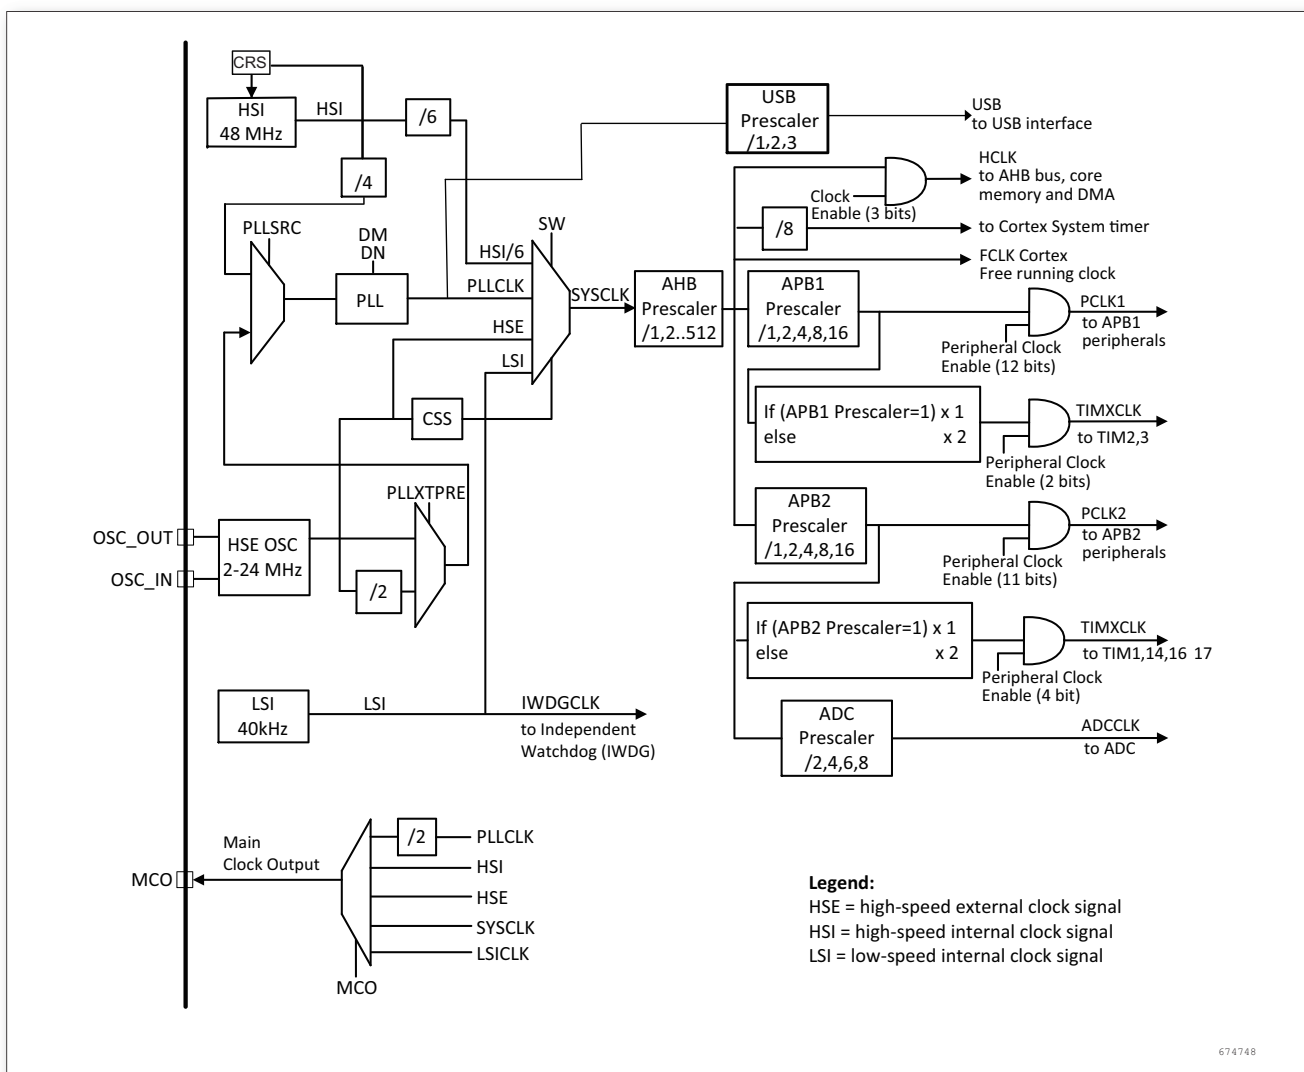 CRS
HSI
48 MHz
HSI
/6
/4
USB
Prescaler
/1,2,3
USB
to USB interface
HCLK
to AHB bus, core
memory and DMA
Clock
Enable (3 bits)
/8
to Cortex System timer
FCLK Cortex
Free running clock
PLLSRC
DM
DN
PLL
SW
HSI/6
PLLCLK
HSE
LSI
SYSCLK
AHB
Prescaler
/1,2..512
APB1
Prescaler
/1,2,4,8,16
PCLK1
to APB1
peripherals
Peripheral Clock
Enable (12 bits)
CSS
If (APB1 Prescaler=1) x 1
else x 2
TIMXCLK
to TIM2,3
Peripheral Clock
Enable (2 bits)
PLLXTPRE
OSC_OUT
OSC_IN
HSE OSC
2-24 MHz
/2
APB2
Prescaler
/1,2,4,8,16
PCLK2
to APB2
peripherals
Peripheral Clock
Enable (11 bits)
If (APB2 Prescaler=1) x 1
else x 2
TIMXCLK
to TIM1,14,16 17
Peripheral Clock
Enable (4 bit)
LSI
40kHz
LSI
IWDGCLK
to Independent
Watchdog (IWDG)
ADC
Prescaler
/2,4,6,8
ADCCLK
to ADC
MCO
Main
Clock Output
/2
PLLCLK
HSI
HSE
SYSCLK
LSICLK
MCO
Legend:
HSE = high-speed external clock signal
HSI = high-speed internal clock signal
LSI = low-speed internal clock signal
674748